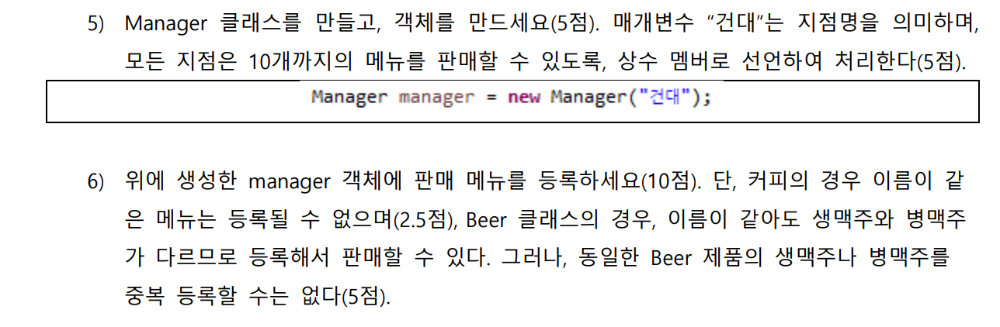 5) Manager 클래스를 만들고, 객체를 만드세요(5점). 매개변수 “건대”는 지점명을 의미하며,
모든 지점은 10개까지의 메뉴를 판매할 수 있도록, 상수 멤버로 선언하여 처리한다(5점).
Manager manager = new Manager("건대");
6) 위에 생성한 manager 객체에 판매 메뉴를 등록하세요(10점). 단, 커피의 경우 이름이 같
은 메뉴는 등록될 수 없으며(2.5점), Beer 클래스의 경우, 이름이 같아도 생맥주와 병맥주
가 다르므로 등록해서 판매할 수 있다. 그러나, 동일한 Beer 제품의 생맥주나 병맥주를
중복 등록할 수는 없다(5점).